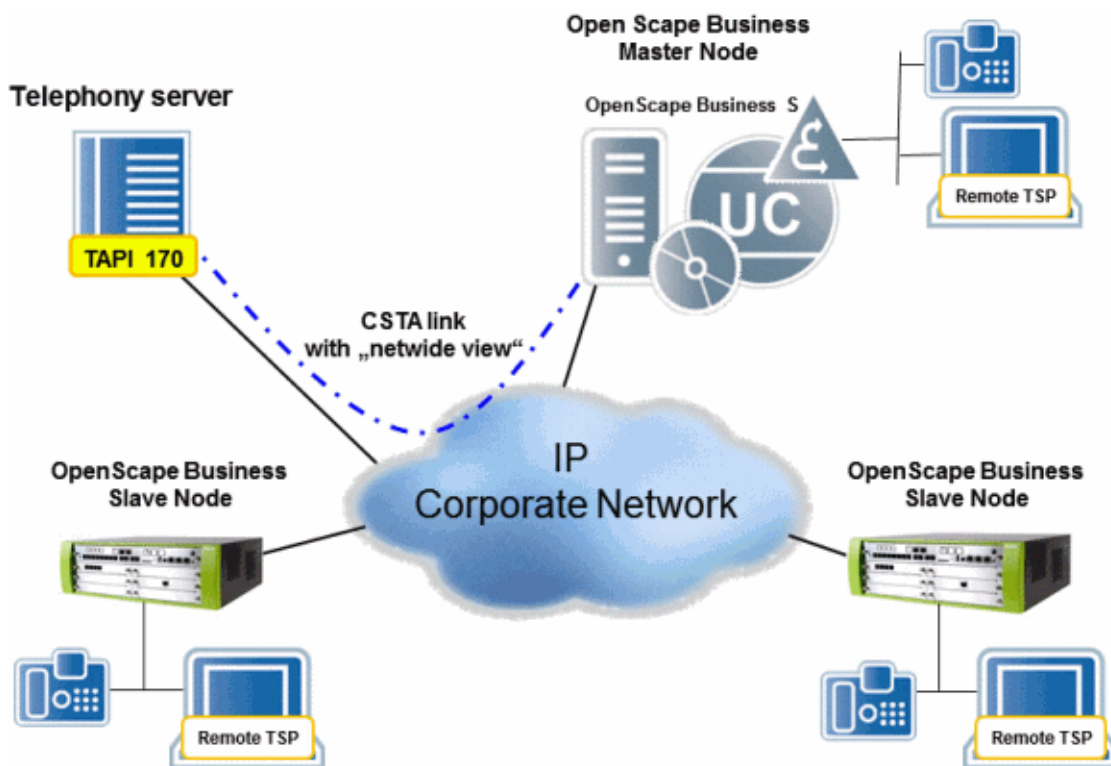 Open Scape Business
Master Node
Telephony server
OpenScape Business S
UC
Remote TSP
TAPI 170
CSTA link
with „netwide view“
IP
Corporate Network
OpenScape Business
Slave Node
OpenScape Business
Slave Node
Remote TSP
Remote TSP